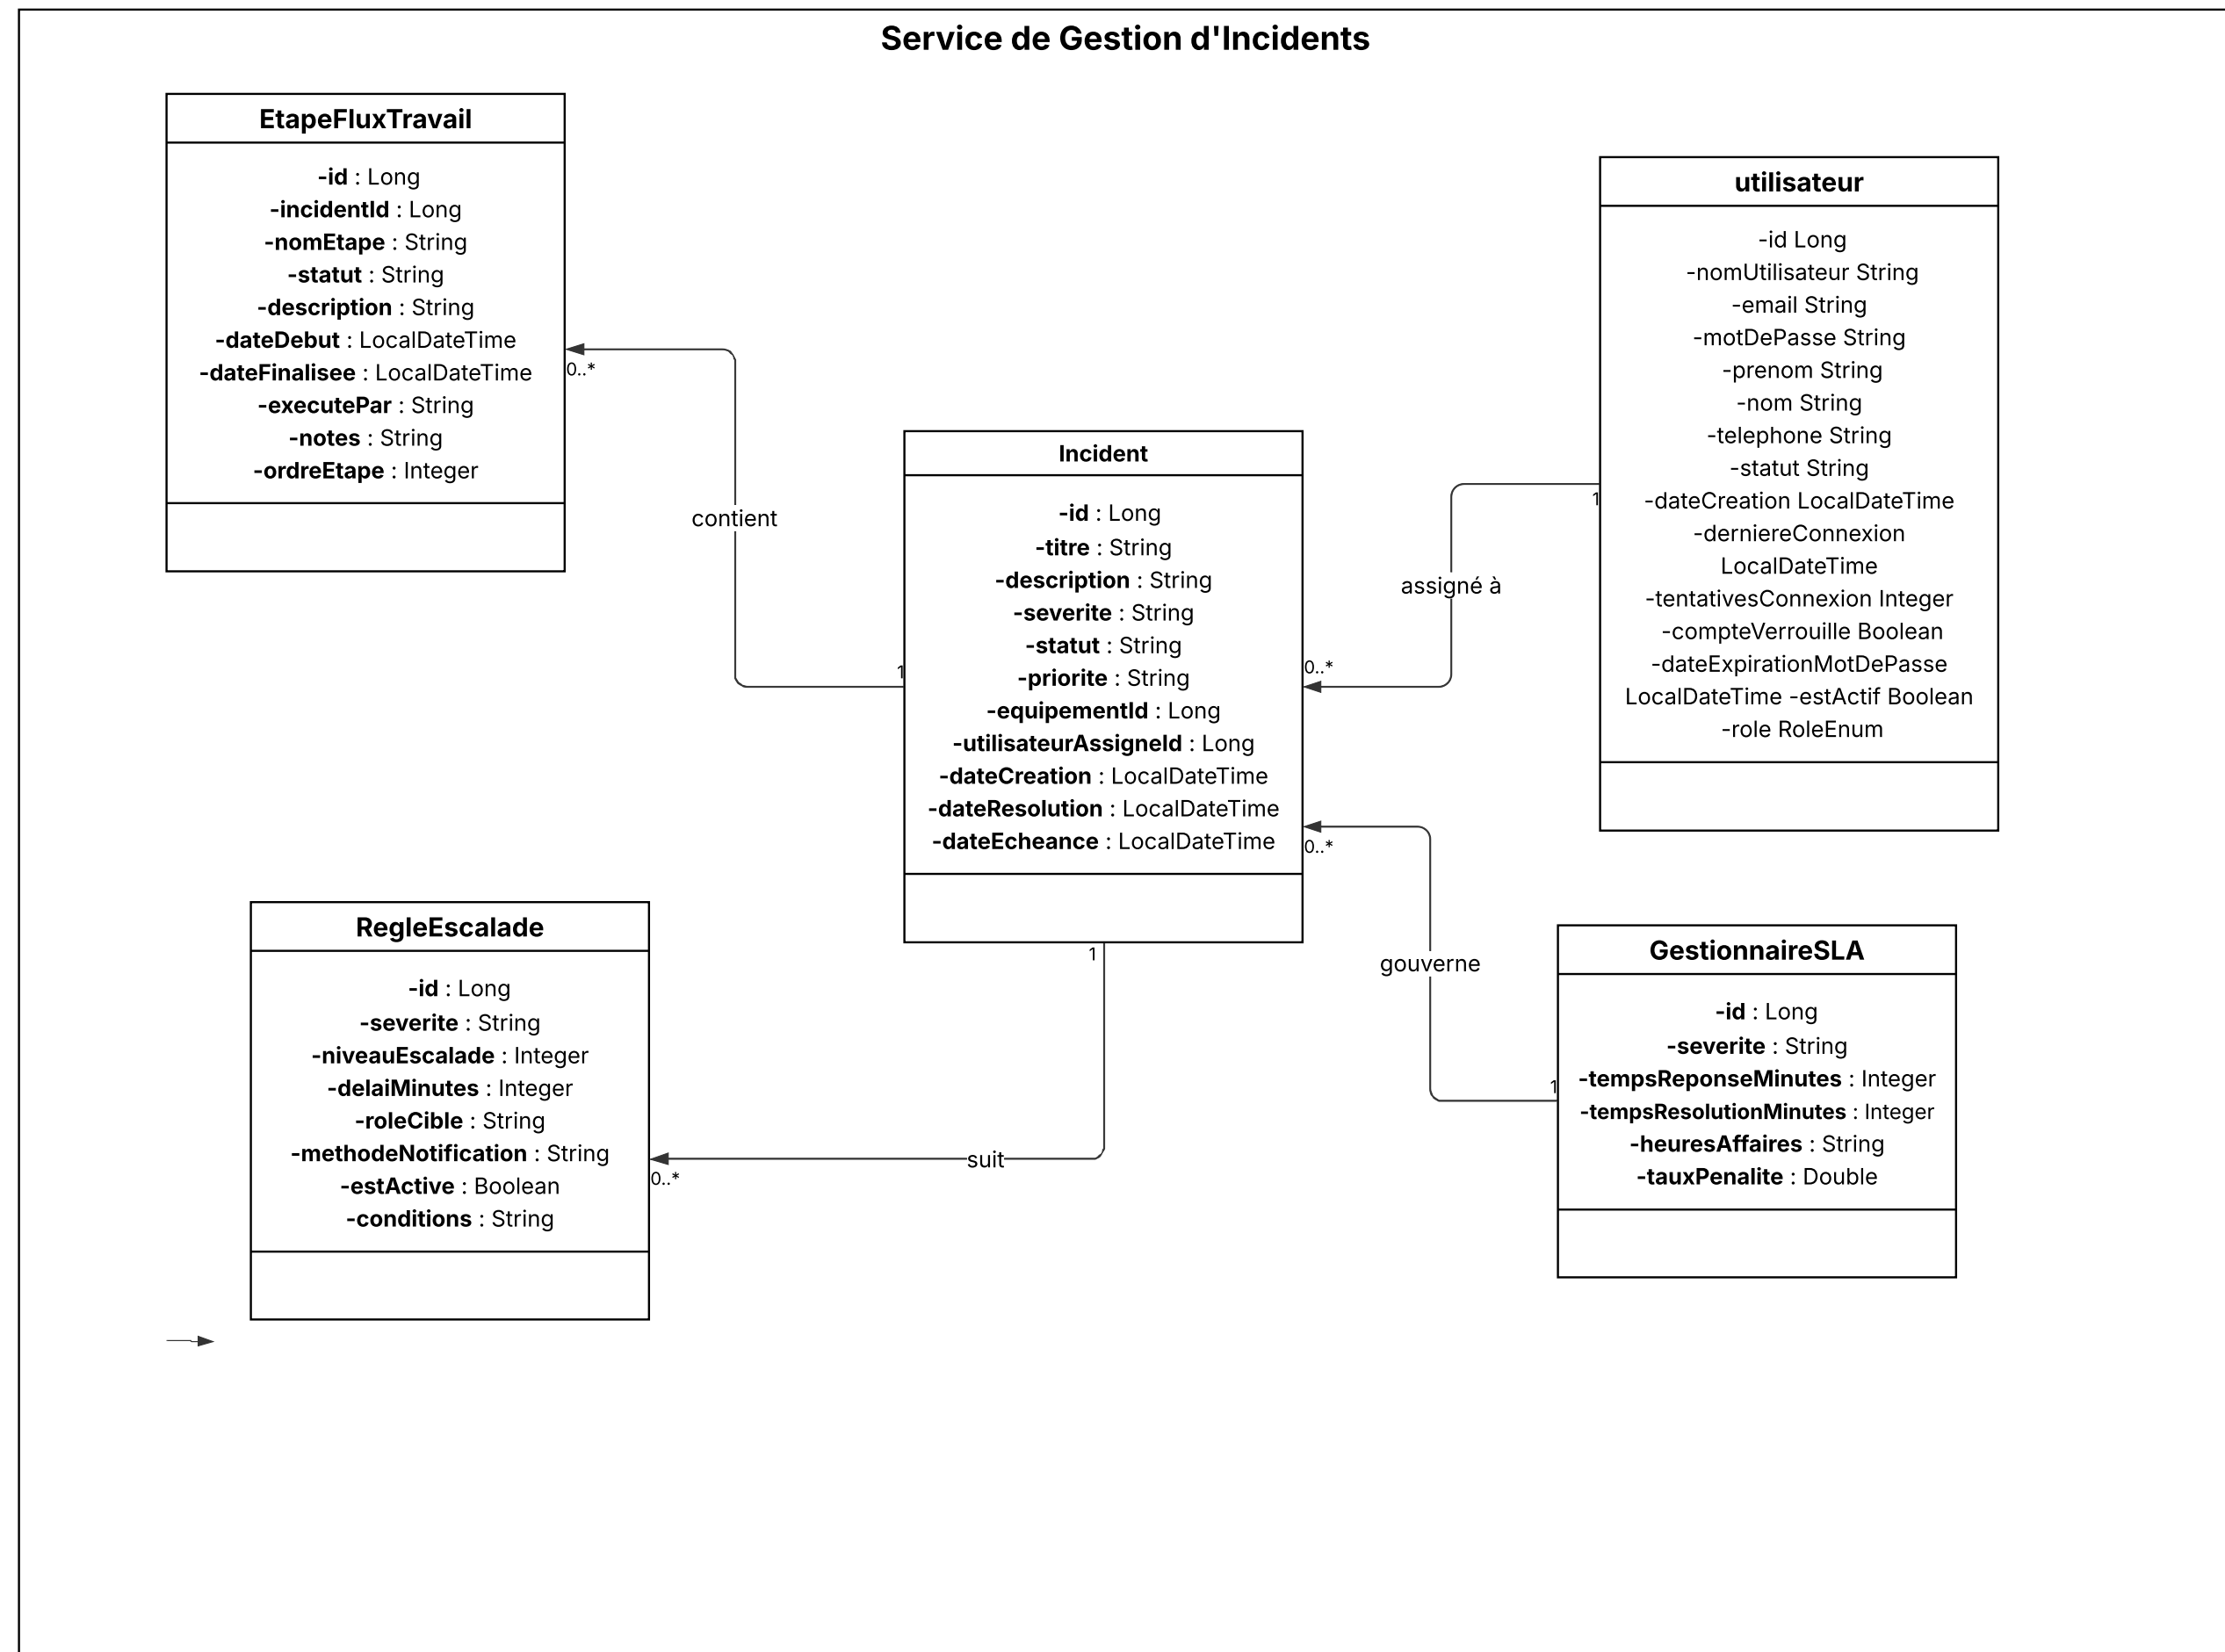 Service de Gestion d'Incidents
EtapeFluxTravail
-id : Long
-incidentId : Long
-nomEtape : String
-statut : String
-description : String
-dateDebut : LocalDateTime
-dateFinalisee : LocalDateTime
-executePar : String
-notes : String
-ordreEtape : Integer
0..*
contient
1
utilisateur
-id Long
-nomUtilisateur String
-email String
-motDePasse String
-prenom String
-nom String
-telephone String
-statut String
-dateCreation LocalDateTime
-derniereConnexion
LocalDateTime
-tentativesConnexion Integer
-compteVerrouille Boolean
-dateExpirationMotDePasse
LocalDateTime -estActif Boolean
-role RoleEnum
1
assigné à
0..*
Incident
-id : Long
-titre : String
-description : String
-severite : String
-statut : String
-priorite : String
-equipementId : Long
-utilisateurAssigneId : Long
-dateCreation : LocalDateTime
-dateResolution : LocalDateTime
-dateEcheance : LocalDateTime
0..*
gouverne
1
1
suit
0..*
RegleEscalade
-id : Long
-severite : String
-niveauEscalade : Integer
-delaiMinutes : Integer
-roleCible : String
-methodeNotification : String
-estActive : Boolean
-conditions : String
GestionnaireSLA
-id : Long
-severite : String
-tempsReponseMinutes : Integer
-tempsResolutionMinutes : Integer
-heuresAffaires : String
-tauxPenalite : Double